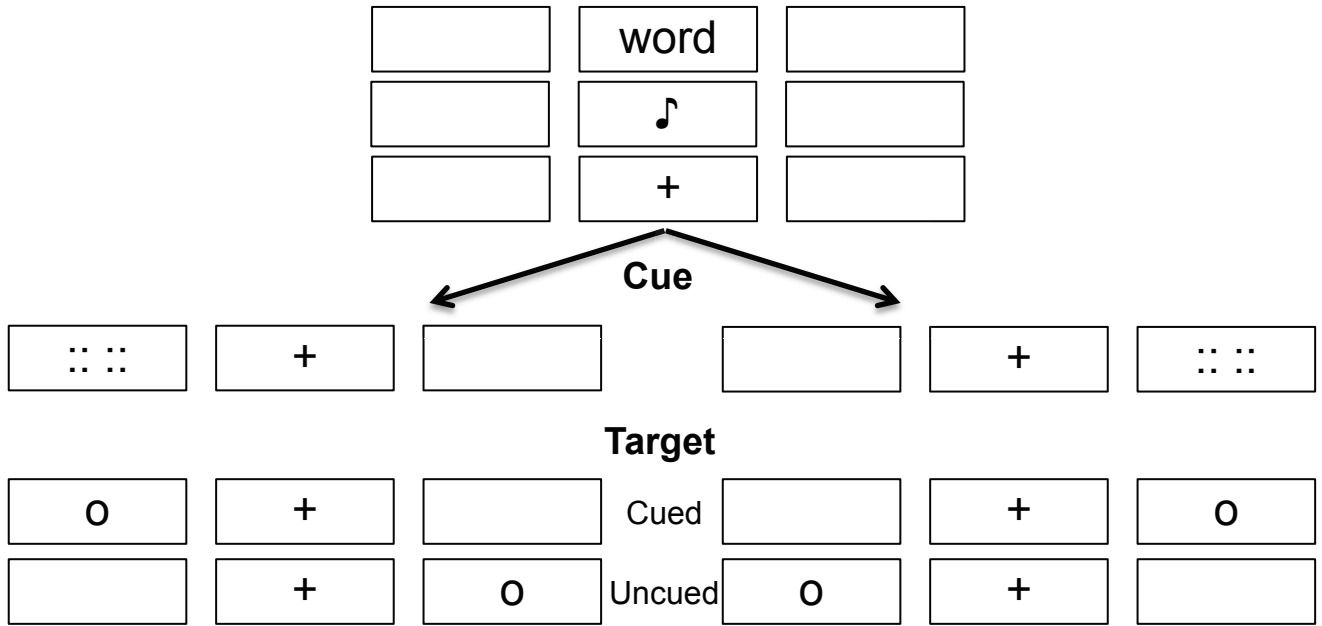 word
♪
+
Cue
:: :: + + :: ::
Target
o + Cued + o
+ o Uncued o +